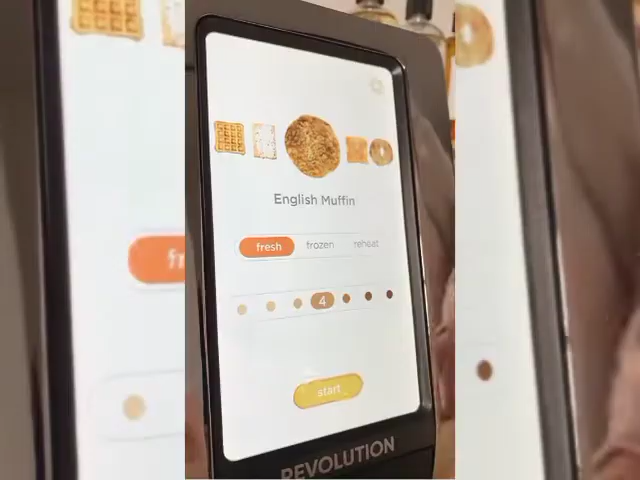 English Muffin
fresh frozen reheat
4
start
REVOLUTION